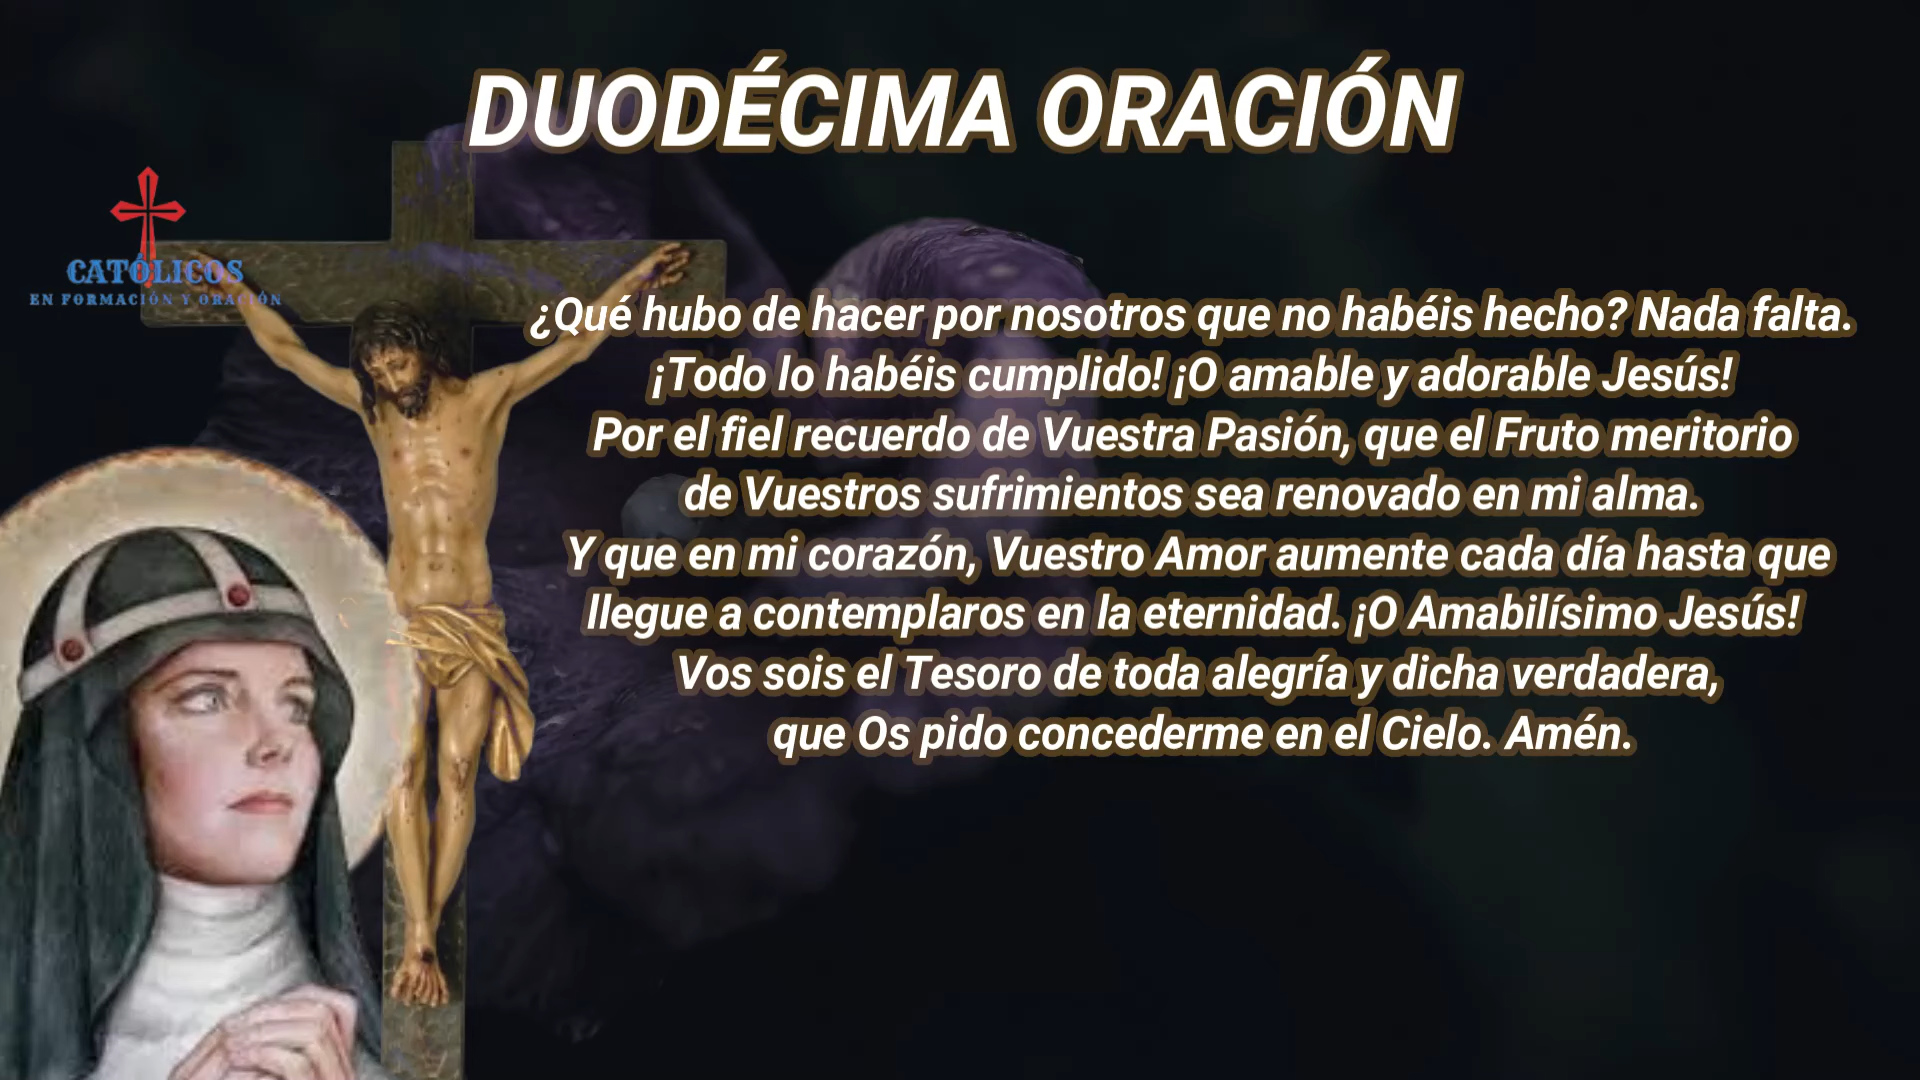 DUODÉCIMA ORACIÓN
CATÓLICOS
EN FORMACIÓN Y ORACIÓN
¿Qué hubo de hacer por nosotros que no habéis hecho? Nada falta.
¡Todo lo habéis cumplido! ¡O amable y adorable Jesús!
Por el fiel recuerdo de Vuestra Pasión, que el Fruto meritorio
de Vuestros sufrimientos sea renovado en mi alma.
Y que en mi corazón, Vuestro Amor aumente cada día hasta que
llegue a contemplaros en la eternidad. ¡O Amabilísimo Jesús!
Vos sois el Tesoro de toda alegría y dicha verdadera,
que Os pido concederme en el Cielo. Amén.